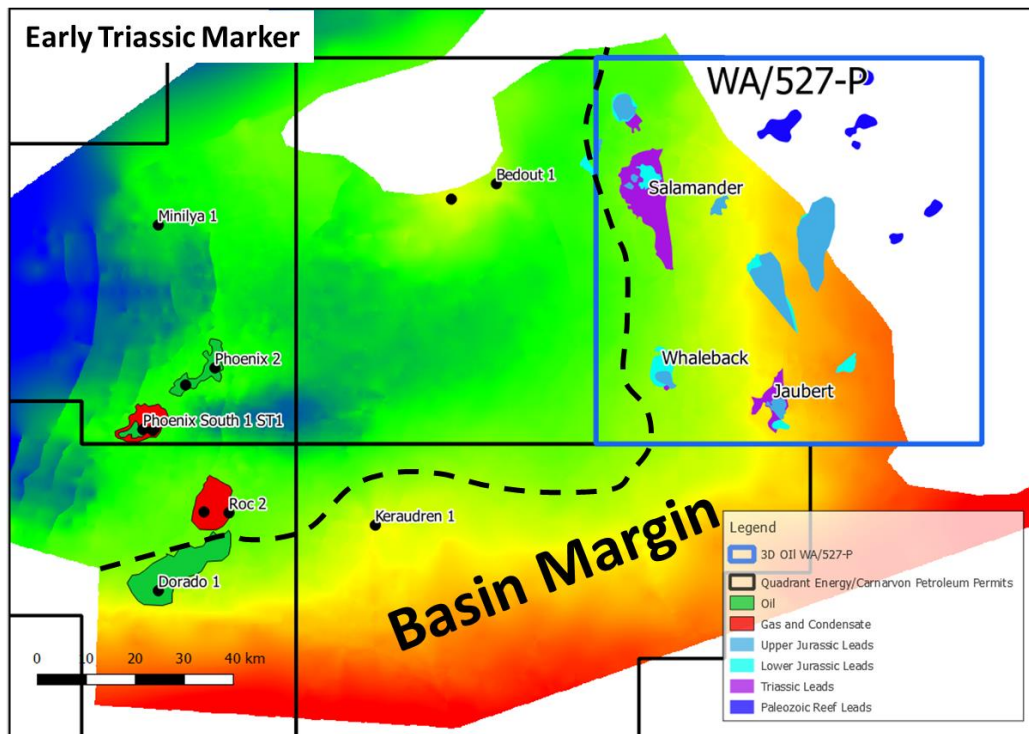 Early Triassic Marker
WA/527-P
Bedout 1
Salamander
Minilya 1
Phoenix 2
Whaleback
Jaubert
Phoenix South 1 ST1
Roc 2
Keraudren 1
Dorado 1
Basin Margin
0 10 20 30 40 km
Legend
3D OIl WA/527-P
Quadrant Energy/Carnarvon Petroleum Permits
Oil
Gas and Condensate
Upper Jurassic Leads
Lower Jurassic Leads
Triassic Leads
Paleozoic Reef Leads